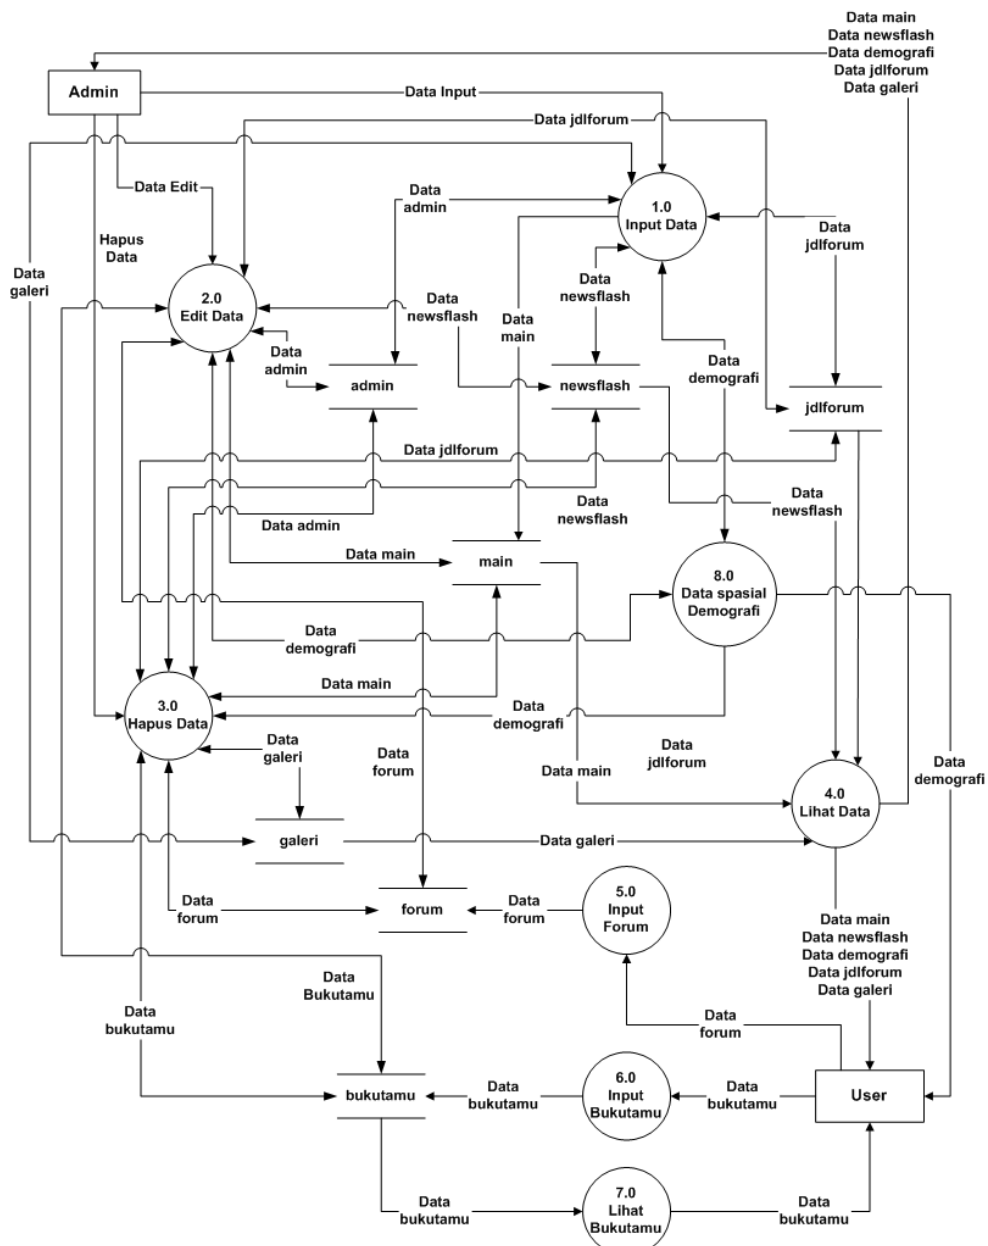 Data main
Data newsflash
Data demografi
Data jdlforum
Data galeri
Admin
Data Input
Data jdlforum
Data Edit
Data
admin
1.0
Input Data
Data
jdlforum
Hapus
Data
Data
galeri
2.0
Edit Data
Data
newsflash
Data
newsflash
Data
main
Data
admin
Data
demografi
admin
newsflash
jdlforum
Data jdlforum
Data admin
Data
newsflash
Data
newsflash
Data main
main
8.0
Data spasial
Demografi
Data
demografi
Data main
3.0
Hapus Data
Data
demografi
Data
galeri
Data
forum
Data
jdlforum
Data main
Data
demografi
4.0
Lihat Data
galeri
Data galeri
5.0
Input
Forum
Data
forum
forum
Data
forum
Data main
Data newsflash
Data demografi
Data jdlforum
Data galeri
Data
Bukutamu
Data
bukutamu
Data
forum
bukutamu
Data
bukutamu
6.0
Input
Bukutamu
Data
bukutamu
User
Data
bukutamu
7.0
Lihat
Bukutamu
Data
bukutamu